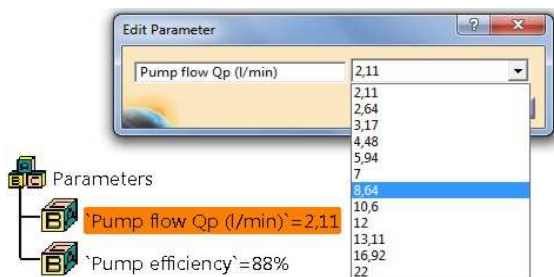 Edit Parameter
Pump flow Qp (l/min)
2,11
2,11
2,64
3,17
4,48
5,94
7
8,64
10,6
12
13,11
16,92
22
Parameters
`Pump flow Qp (l/min)`=2,11
`Pump efficiency`=88%